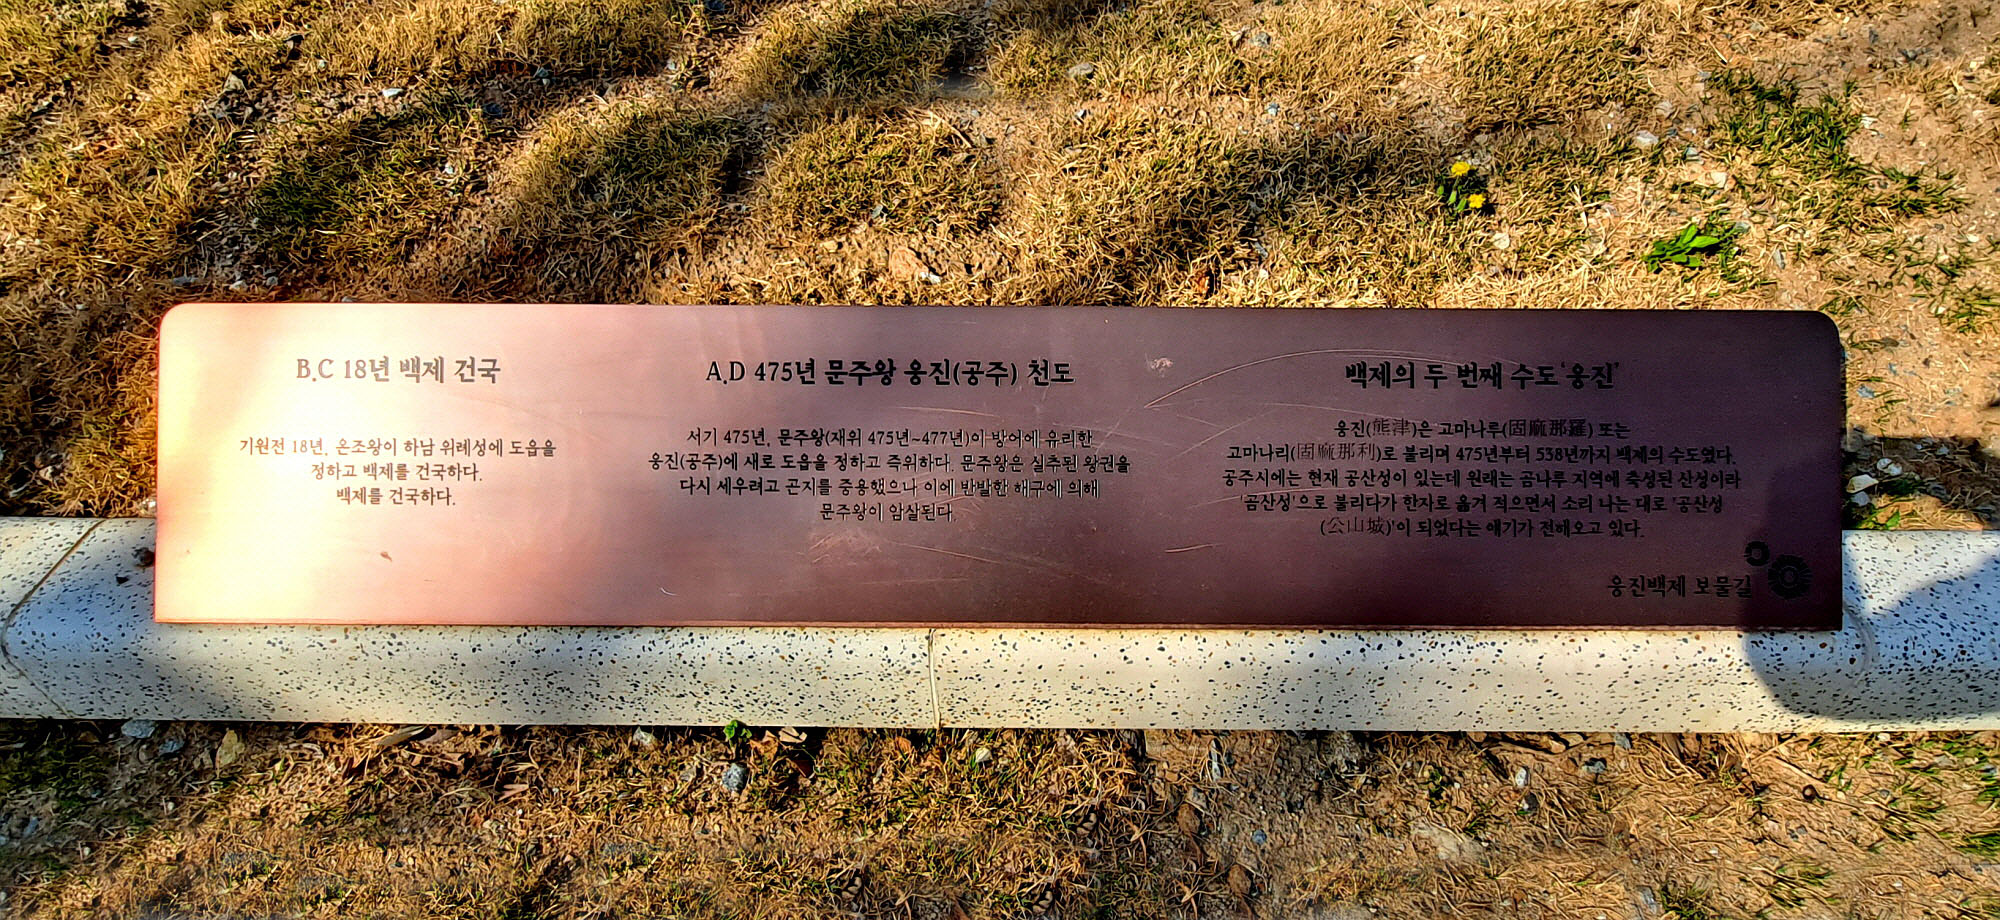 B.C 18년 백제 건국
기원전 18년, 온조왕이 하남 위례성에 도읍을
정하고 백제를 건국하다.
백제를 건국하다.
A.D 475년 문주왕 웅진(공주) 천도
서기 475년, 문주왕(재위 475년~477년)이 방어에 유리한
웅진(공주)에 새로 도읍을 정하고 즉위하다. 문주왕은 실추된 왕권을
다시 세우려고 곤지를 중용했으나 이에 반발한 해구에 의해
문주왕이 암살된다.
백제의 두 번째 수도 '웅진'
웅진(熊津)은 고마나루(固麻那羅) 또는
고마나리(固麻那利)로 불리며 475년부터 538년까지 백제의 수도였다.
공주시에는 현재 공산성이 있는데 원래는 곰나루 지역에 축성된 산성이라
'곰산성'으로 불리다가 한자로 옮겨 적으면서 소리 나는 대로 '공산성
(公山城)'이 되었다는 얘기가 전해오고 있다.
웅진백제 보물길